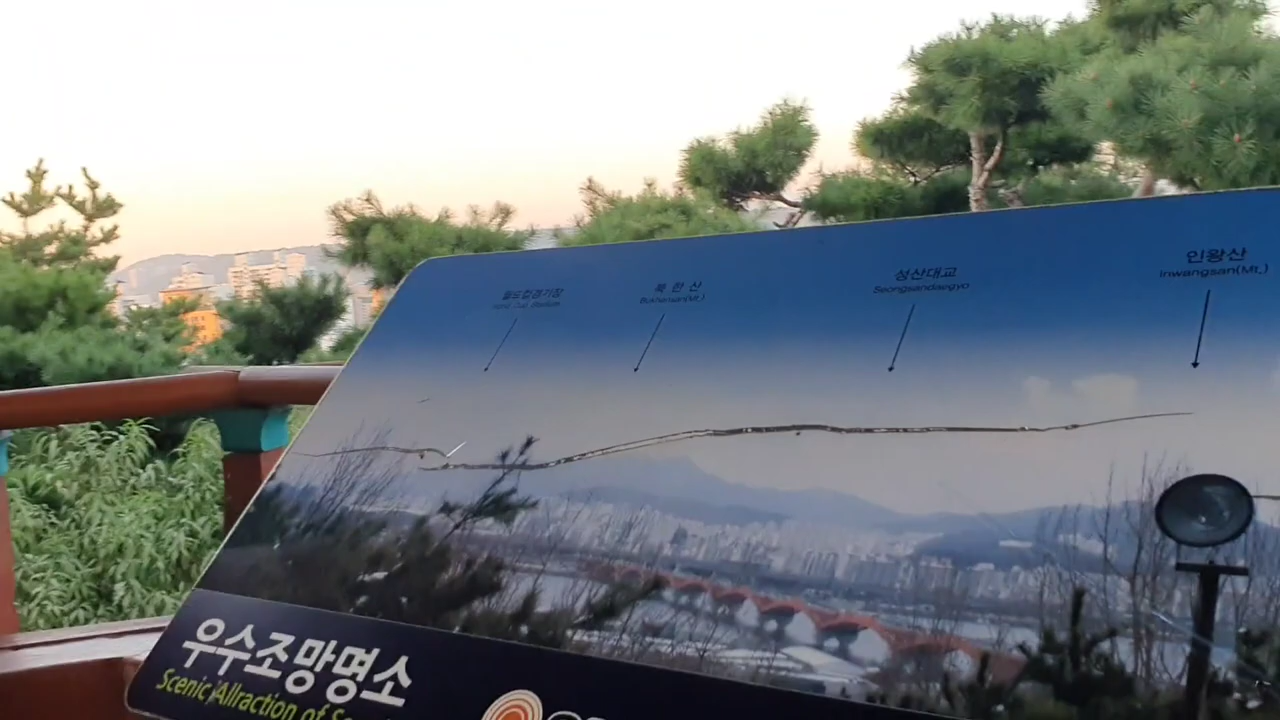 월드컵경기장
북한산
Bukhansan(Mt.)
성산대교
Seongsandaegyo
인왕산
Inwangsan(Mt.)
우수조망명소
Scenic Allraction of